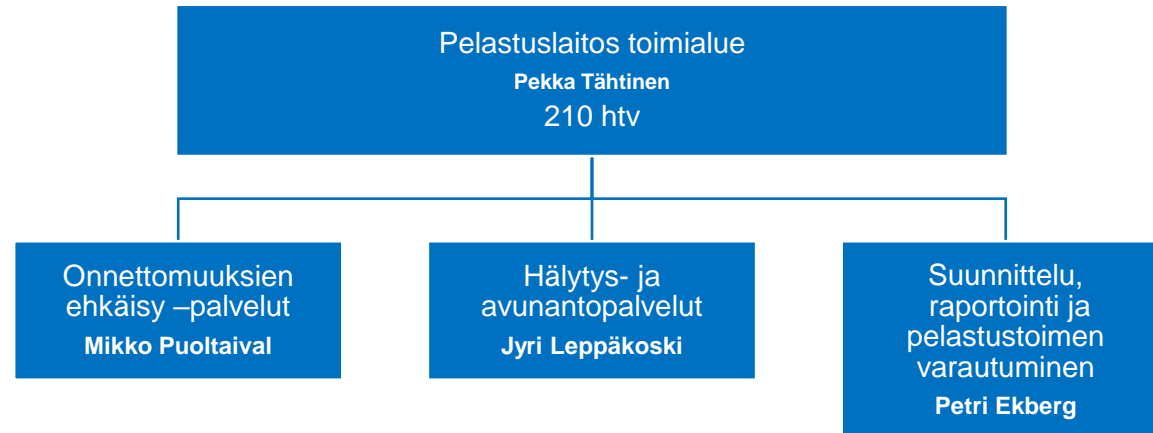 Pelastuslaitos toimialue
Pekka Tähtinen
210 htv
Onnettomuuksien
ehkäisy –palvelut
Mikko Puoltaival
Hälytys- ja
avunantopalvelut
Jyri Leppäkoski
Suunnittelu,
raportointi ja
pelastustoimen
varautuminen
Petri Ekberg